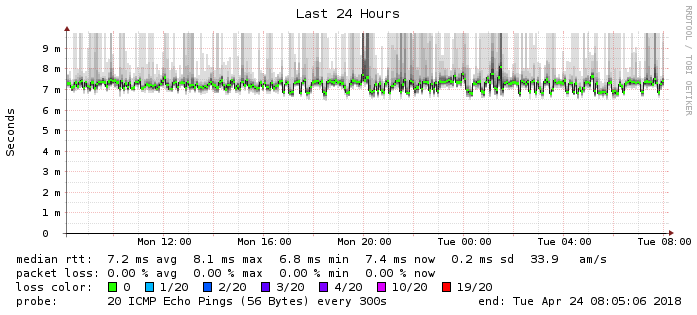 Last 24 Hours
RRDTOOL / TOBI OETIKER
Seconds
9 m
8 m
7 m
6 m
5 m
4 m
3 m
2 m
1 m
0
Mon 12:00 Mon 16:00 Mon 20:00 Tue 00:00 Tue 04:00 Tue 08:00
median rtt: 7.2 ms avg 8.1 ms max 6.8 ms min 7.4 ms now 0.2 ms sd 33.9 am/s
packet loss: 0.00 % avg 0.00 % max 0.00 % min 0.00 % now
loss color: 0 1/20 2/20 3/20 4/20 10/20 19/20
probe: 20 ICMP Echo Pings (56 Bytes) every 300s end: Tue Apr 24 08:05:06 2018